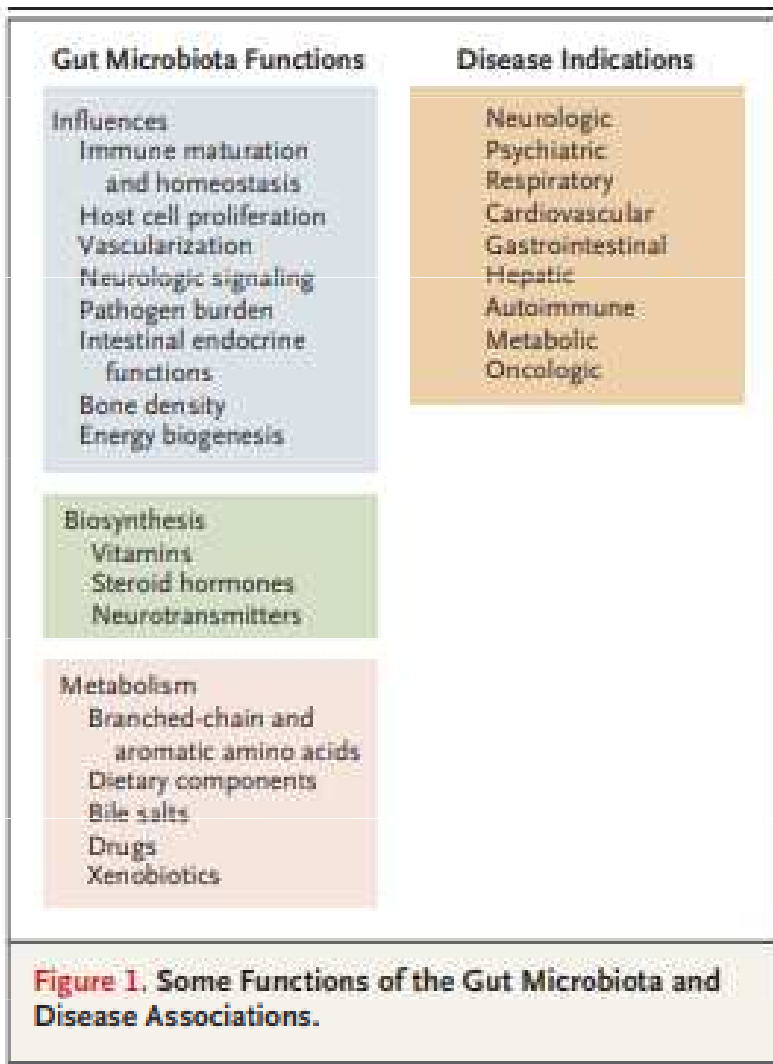 Gut Microbiota Functions
Influences
Immune maturation
and homeostasis
Host cell proliferation
Vascularization
Neurologic signaling
Pathogen burden
Intestinal endocrine
functions
Bone density
Energy biogenesis
Biosynthesis
Vitamins
Steroid hormones
Neurotransmitters
Metabolism
Branched-chain and
aromatic amino acids
Dietary components
Bile salts
Drugs
Xenobiotics
Disease Indications
Neurologic
Psychiatric
Respiratory
Cardiovascular
Gastrointestinal
Hepatic
Autoimmune
Metabolic
Oncologic
Figure 1. Some Functions of the Gut Microbiota and
Disease Associations.